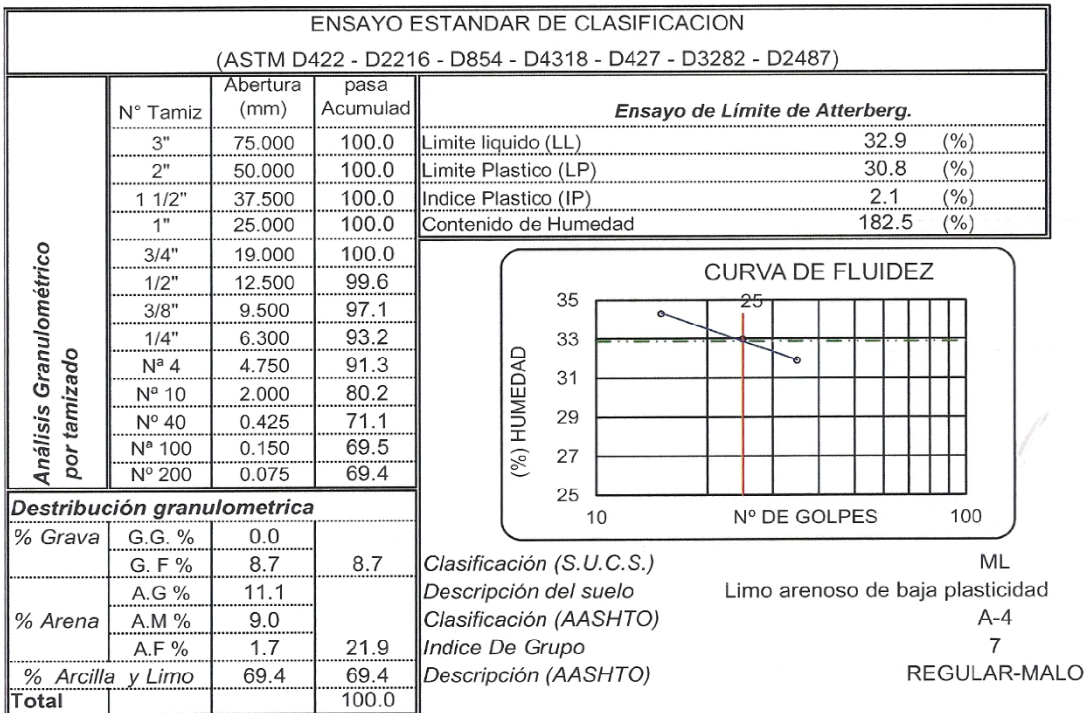 ENSAYO ESTANDAR DE CLASIFICACION
(ASTM D422 - D2216 - D854 - D4318 - D427 - D3282 - D2487)
Análisis Granulométrico
por tamizado
N° Tamiz Abertura (mm) pasa Acumulad
3" 75.000 100.0
2" 50.000 100.0
1 1/2" 37.500 100.0
1" 25.000 100.0
3/4" 19.000 100.0
1/2" 12.500 99.6
3/8" 9.500 97.1
1/4" 6.300 93.2
Nª 4 4.750 91.3
Nª 10 2.000 80.2
Nº 40 0.425 71.1
Nª 100 0.150 69.5
Nº 200 0.075 69.4
Destribución granulometrica
% Grava G.G. % 0.0
G. F % 8.7 8.7
% Arena A.G % 11.1
A.M % 9.0
A.F % 1.7 21.9
% Arcilla y Limo 69.4 69.4
Total 100.0
Ensayo de Límite de Atterberg.
Limite liquido (LL) 32.9 (%)
Limite Plastico (LP) 30.8 (%)
Indice Plastico (IP) 2.1 (%)
Contenido de Humedad 182.5 (%)
CURVA DE FLUIDEZ
25
(%) HUMEDAD
35
33
31
29
27
25
10 Nº DE GOLPES 100
Clasificación (S.U.C.S.) ML
Descripción del suelo Limo arenoso de baja plasticidad
Clasificación (AASHTO) A-4
Indice De Grupo 7
Descripción (AASHTO) REGULAR-MALO